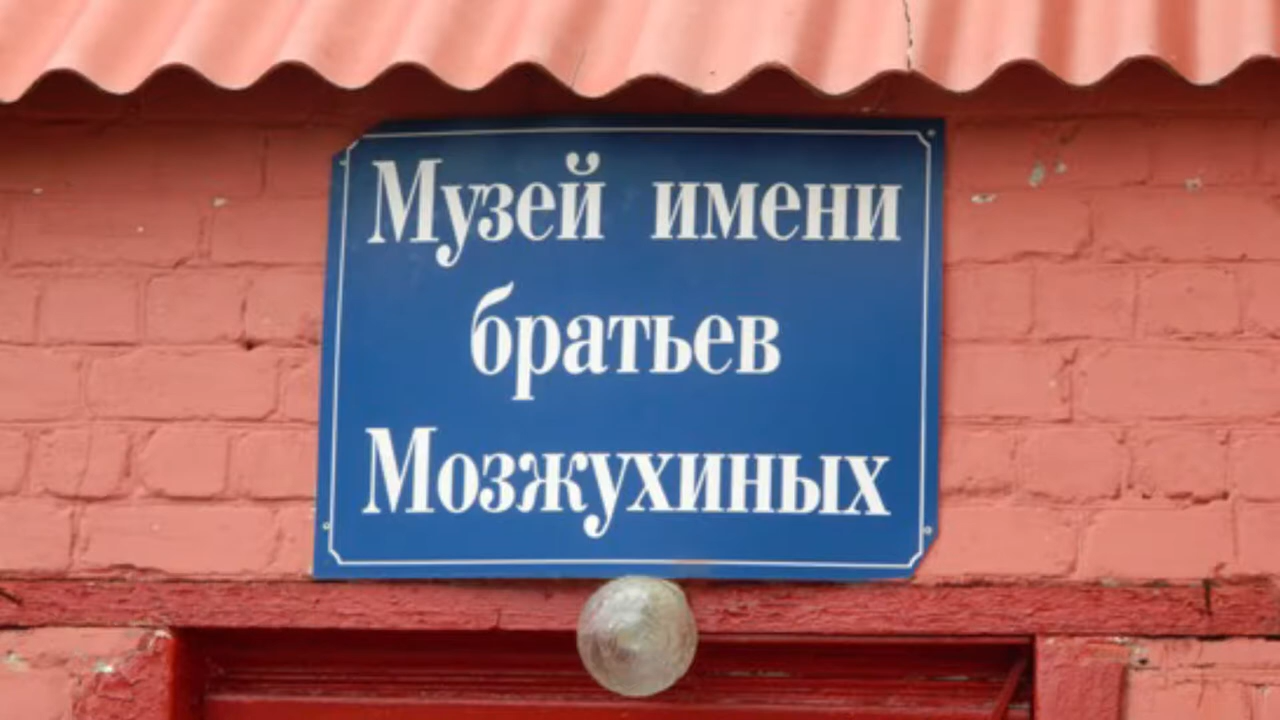 Музей имени
братьев
Мозжухиных